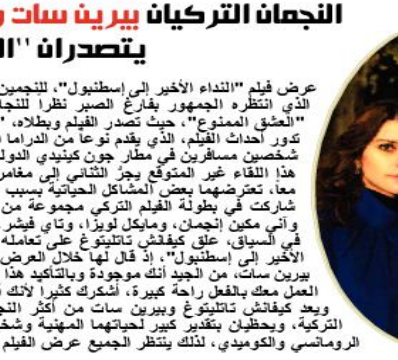 النجمان التركيان بيرين سات و
يتصدران "ال
عرض فيلم "النداء الأخير إلى إسطنبول"، للنجمين
الذي انتظره الجمهور بفارغ الصبر نظرا للنجا
"العشق الممنوع"، حيث تصدر الفيلم وبطلاه،
تدور أحداث الفيلم، الذي يقدم نوعاً من الدراما ا
شخصين مسافرين في مطار جون كينيدي الدول
هذا اللقاء غير المتوقع يجرّ الثنائي إلى مغامر
معاً، تعترضهما بعض المشاكل الحياتية بسبب
شاركت في بطولة الفيلم التركي مجموعة من
وآني مكين إنجمان، ومايكل لويزا، وتاي فيشر.
في السياق، علق كيفانش تاتليتوغ على تعامله
الأخير إلى إسطنبول"، إذ قال لها خلال العرض
بيرين سات، من الجيد أنك موجودة وبالتأكيد هذا
العمل معك بالفعل راحة كبيرة، أشكرك كثيراً لأنك
ويعد كيفانش تاتليتوغ وبيرين سات من أكثر النج
التركية، ويحظيان بتقدير كبير لحياتهما المهنية وشخ
الرومانسي والكوميدي، لذلك ينتظر الجميع عرض الفيلم